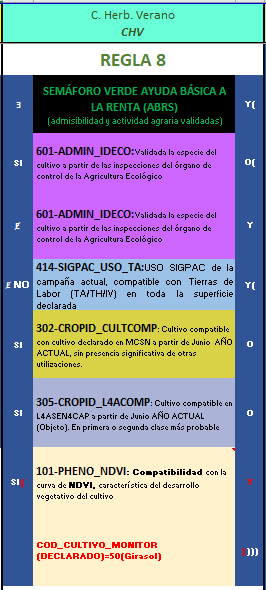 C. Herb. Verano
CHV
REGLA 8
SEMÁFORO VERDE AYUDA BÁSICA A
LA RENTA (ABRS)
(admisibilidad y actividad agraria validadas)
Y(
SI
601-ADMIN_IDECO:Validada la especie del
cultivo a partir de las inspecciones del órgano de
control de la Agricultura Ecológico
O(
601-ADMIN_IDECO:Validada la especie del
cultivo a partir de las inspecciones del órgano de
control de la Agricultura Ecológico
Y
NO
414-SIGPAC_USO_TA:USO SIGPAC de la
campaña actual, compatible con Tierras de
Labor (TA/TH/IV) en toda la superficie
declarada
Y(
SI
302-CROPID_CULTCOMP: Cultivo compatible
con cultivo declarado en MCSN a partir de Junio AÑO
ACTUAL, sin presencia significativa de otras
utilizaciones.
O
SI
305-CROPID_L4ACOMP: Cultivo compatible en
L4ASEN4CAP a partir de Junio AÑO ACTUAL
(Objeto). En primera o segunda clase más probable
O
SI
101-PHENO_NDVI: Compatibilidad con la
curva de NDVI, característica del desarrollo
vegetativo del cultivo
COD_CULTIVO_MONITOR
(DECLARADO)=50(Girasol)
)))